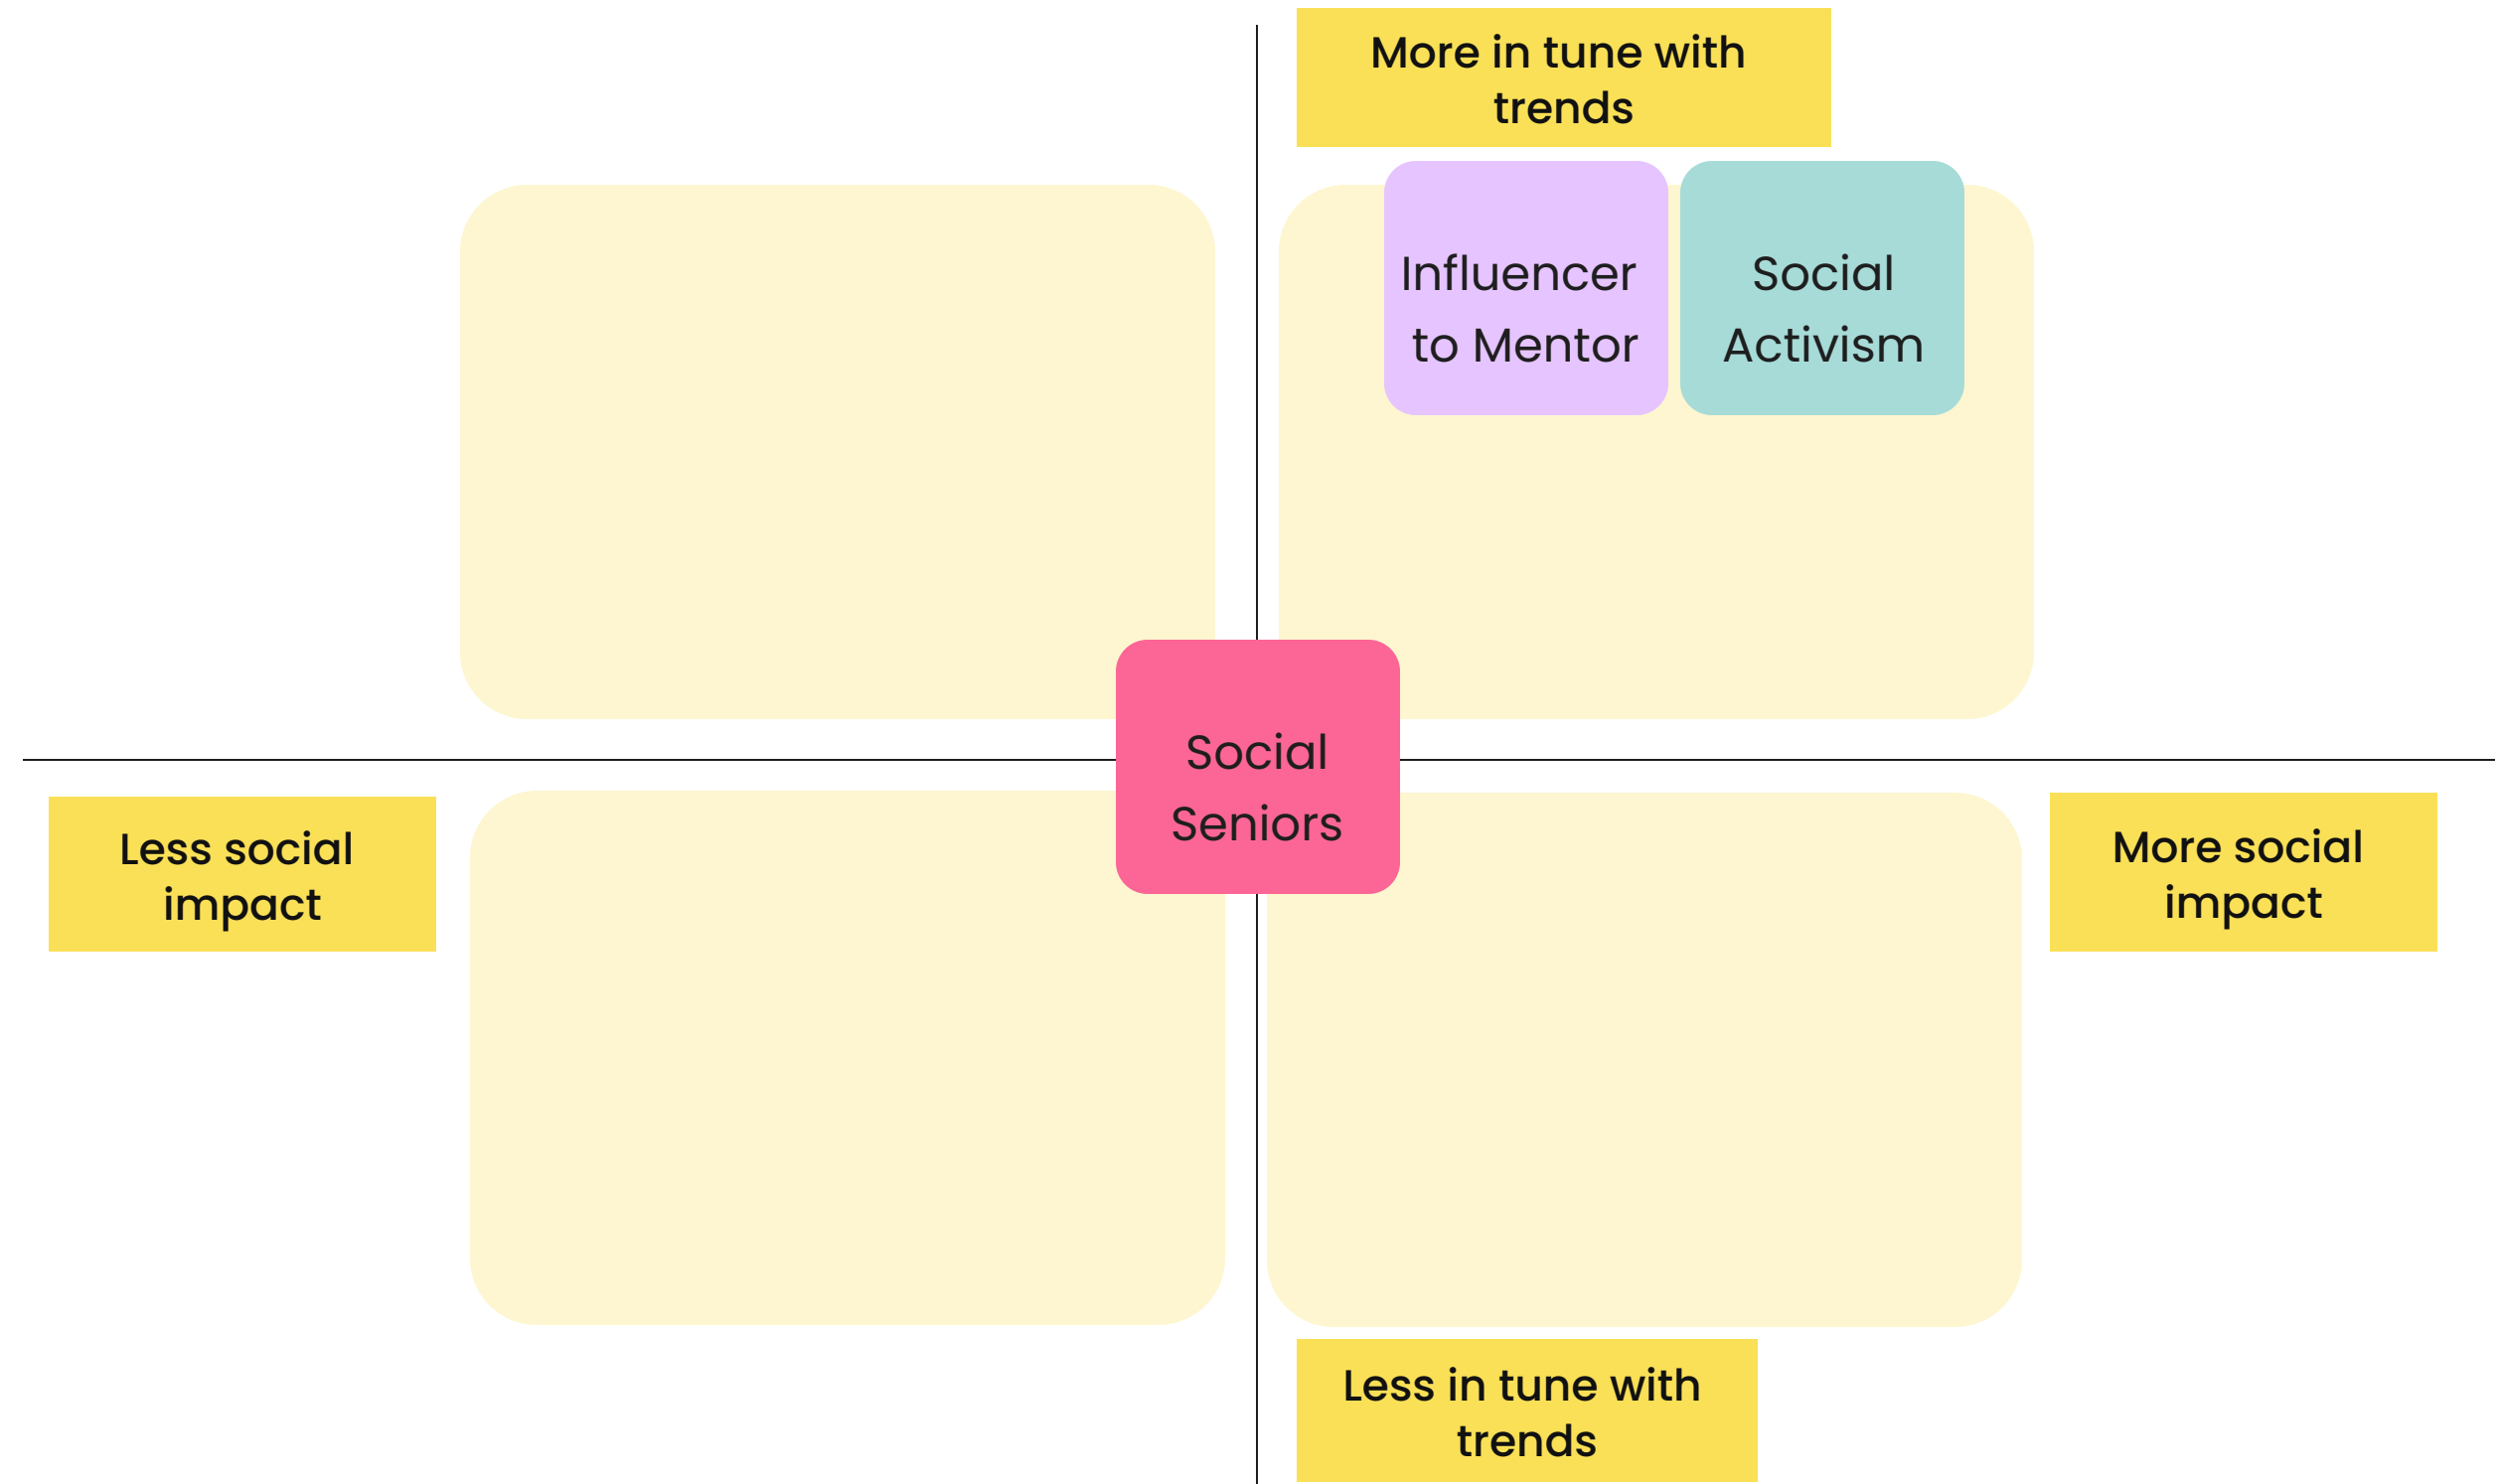 More in tune with
trends
Influencer
to Mentor
Social
Activism
Social
Seniors
Less social
impact
More social
impact
Less in tune with
trends